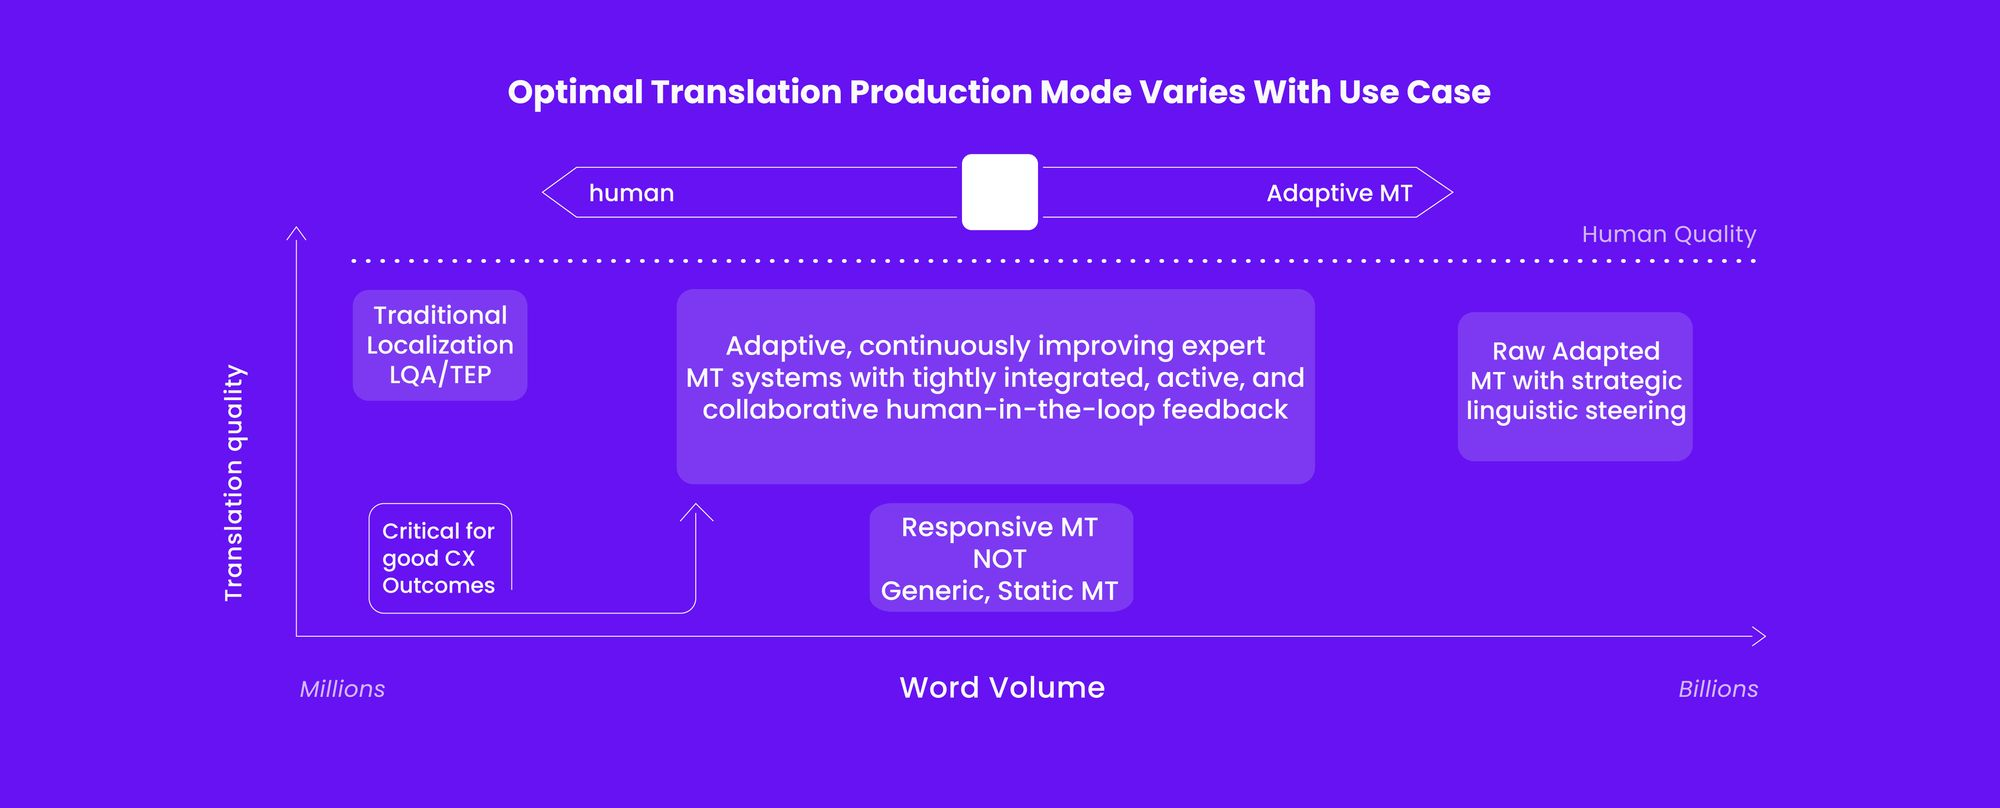 Optimal Translation Production Mode Varies With Use Case
human
Adaptive MT
Human Quality
Traditional
Localization
LQA/TEP
Adaptive, continuously improving expert
MT systems with tightly integrated, active, and
collaborative human-in-the-loop feedback
Raw Adapted
MT with strategic
linguistic steering
Translation quality
Critical for
good CX
Outcomes
Responsive MT
NOT
Generic, Static MT
Millions
Word Volume
Billions